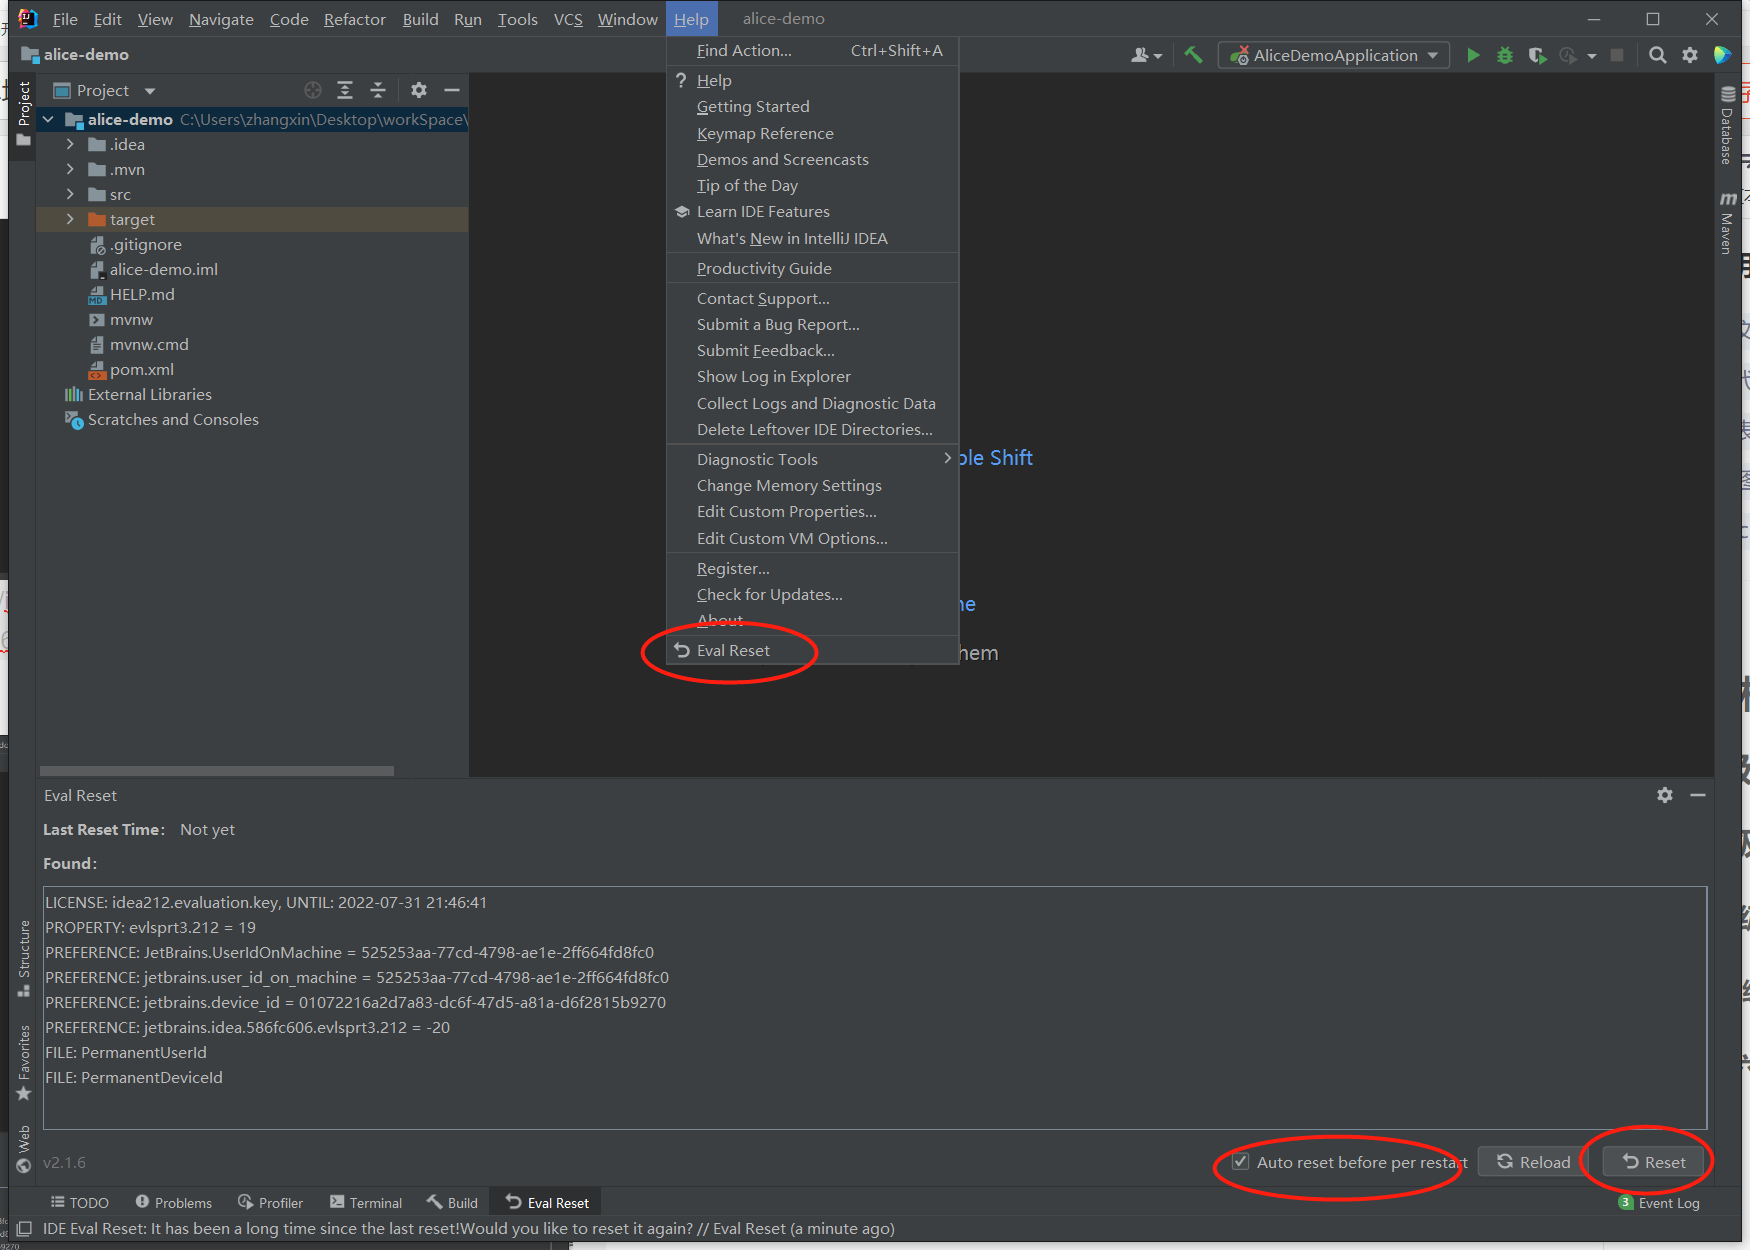 File Edit View Navigate Code Refactor Build Run Tools VCS Window Help alice-demo
alice-demo
AliceDemoApplication
Project
Project
alice-demo C:\Users\zhangxin\Desktop\workSpace\
.idea
.mvn
src
target
.gitignore
alice-demo.iml
HELP.md
mvnw
mvnw.cmd
pom.xml
External Libraries
Scratches and Consoles
Find Action... Ctrl+Shift+A
Help
Getting Started
Keymap Reference
Demos and Screencasts
Tip of the Day
Learn IDE Features
What's New in IntelliJ IDEA
Productivity Guide
Contact Support...
Submit a Bug Report...
Submit Feedback...
Show Log in Explorer
Collect Logs and Diagnostic Data
Delete Leftover IDE Directories...
Diagnostic Tools
Change Memory Settings
Edit Custom Properties...
Edit Custom VM Options...
Register...
Check for Updates...
About
Eval Reset
ble Shift
ne
hem
Database
Maven
Eval Reset
Last Reset Time: Not yet
Found:
LICENSE: idea212.evaluation.key, UNTIL: 2022-07-31 21:46:41
PROPERTY: evlsprt3.212 = 19
PREFERENCE: JetBrains.UserIdOnMachine = 525253aa-77cd-4798-ae1e-2ff664fd8fc0
PREFERENCE: jetbrains.user_id_on_machine = 525253aa-77cd-4798-ae1e-2ff664fd8fc0
PREFERENCE: jetbrains.device_id = 01072216a2d7a83-dc6f-47d5-a81a-d6f2815b9270
PREFERENCE: jetbrains.idea.586fc606.evlsprt3.212 = -20
FILE: PermanentUserId
FILE: PermanentDeviceId
Structure
Favorites
Web
v2.1.6
Auto reset before per restart
Reload
Reset
TODO Problems Profiler Terminal Build Eval Reset
3 Event Log
IDE Eval Reset: It has been a long time since the last reset!Would you like to reset it again? // Eval Reset (a minute ago)